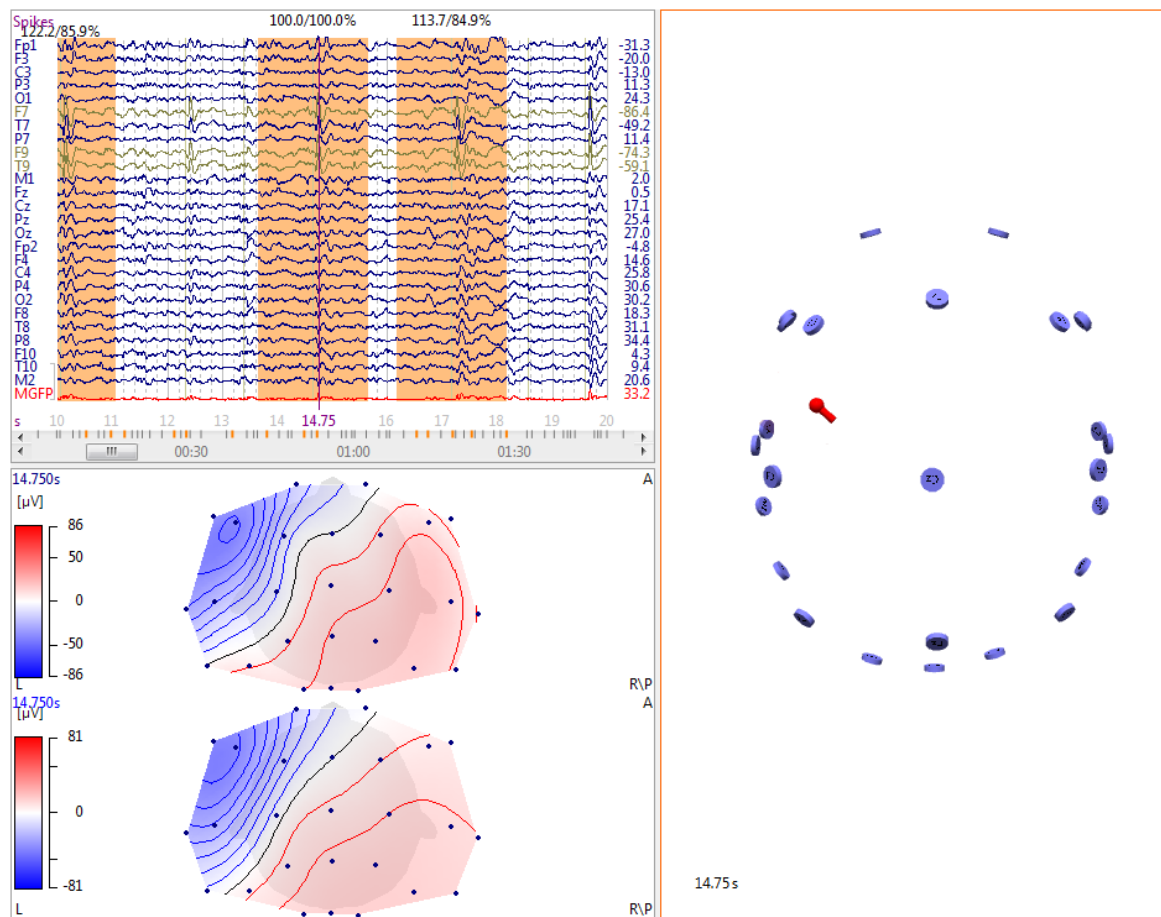 Spikes
122.2/85.9%
100.0/100.0%
113.7/84.9%
Fp1 -31.3
F3 -20.0
C3 -13.0
P3 11.3
O1 24.3
F7 -86.4
T7 -49.2
P7 11.4
F9 -74.3
T9 -59.1
M1 2.0
Fz 0.5
Cz 17.1
Pz 25.4
Oz 27.0
Fp2 -4.8
F4 14.6
C4 25.8
P4 30.6
O2 30.2
F8 18.3
T8 31.1
P8 34.4
F10 4.3
T10 9.4
M2 20.6
MGFP 33.2
s 10 11 12 13 14.75 16 17 18 19 20
00:30 01:00 01:30
14.750s A
[µV]
86
50
0
-50
-86
L R\P
14.750s A
[µV]
81
0
-81
L R\P
Cz
14.75 s